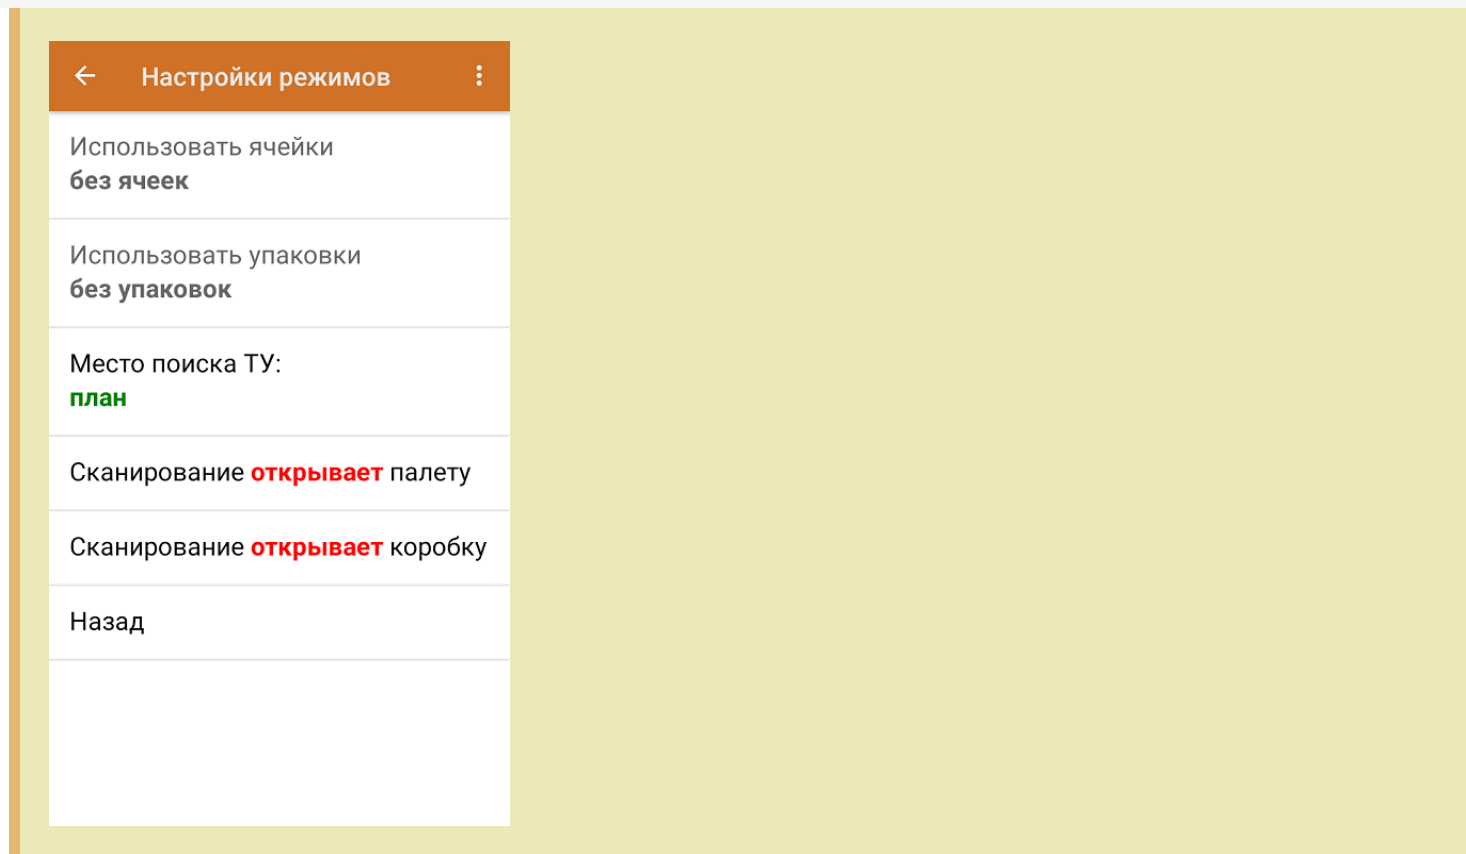 Настройки режимов
Использовать ячейки
без ячеек
Использовать упаковки
без упаковок
Место поиска ТУ:
план
Сканирование открывает палету
Сканирование открывает коробку
Назад